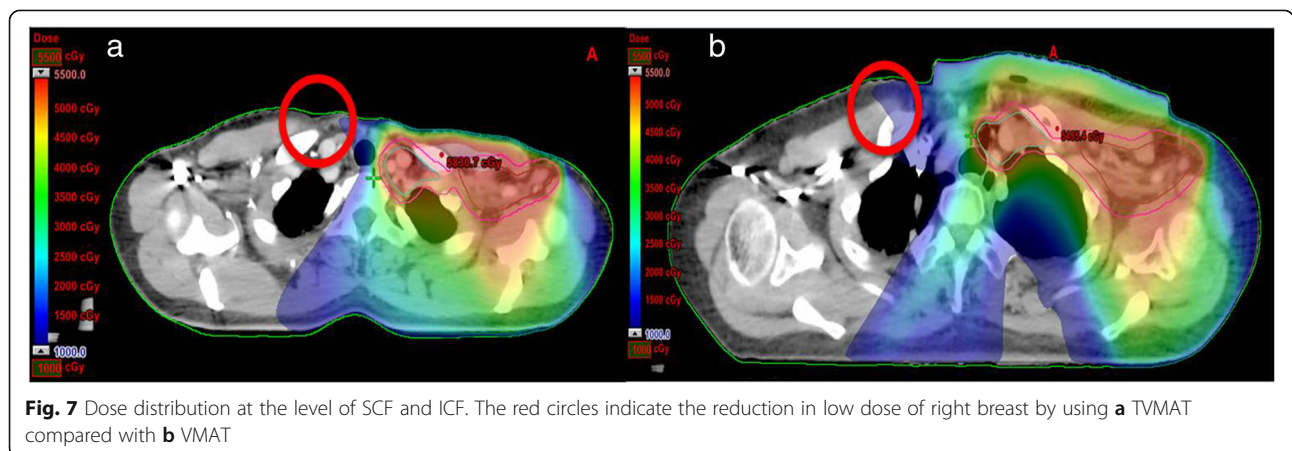 Dose
a
5500 cGy
5500.0
5000 cGy
4500 cGy
4000 cGy
3500 cGy
3000 cGy
2500 cGy
2000 cGy
1500 cGy
1000.0
1000 cGy
A
Dose
b
5500 cGy
5500.0
5000 cGy
4500 cGy
4000 cGy
3500 cGy
3000 cGy
2500 cGy
2000 cGy
1500 cGy
1000.0
1000 cGy
A
Fig. 7 Dose distribution at the level of SCF and ICF. The red circles indicate the reduction in low dose of right breast by using a TVMAT
compared with b VMAT